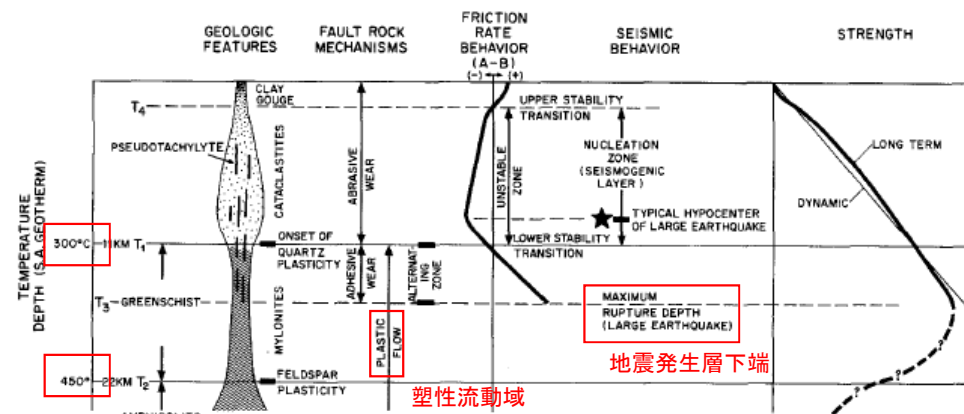 GEOLOGIC
FEATURES
FAULT ROCK
MECHANISMS
FRICTION
RATE
BEHAVIOR
(A-B)
(-) (+)
SEISMIC
BEHAVIOR
STRENGTH
TEMPERATURE
DEPTH (S.A. GEOTHERM)
T4
CLAY
GOUGE
PSEUDOTACHYLYTE
CATACLASTITES
ABRASIVE
WEAR
UNSTABLE
ZONE
UPPER STABILITY
TRANSITION
NUCLEATION
ZONE
(SEISMOGENIC
LAYER)
TYPICAL HYPOCENTER
OF LARGE EARTHQUAKE
LONG TERM
DYNAMIC
300°C 11KM T1
ONSET OF
QUARTZ
PLASTICITY
LOWER STABILITY
TRANSITION
ADHESIVE
WEAR
ALTERNAT-
ING
ZONE
T3 GREENSCHIST
MYLONITES
PLASTIC
FLOW
MAXIMUM
RUPTURE DEPTH
(LARGE EARTHQUAKE)
地震発生層下端
450° 22KM T2
FELDSPAR
PLASTICITY
塑性流動域
?
?
?